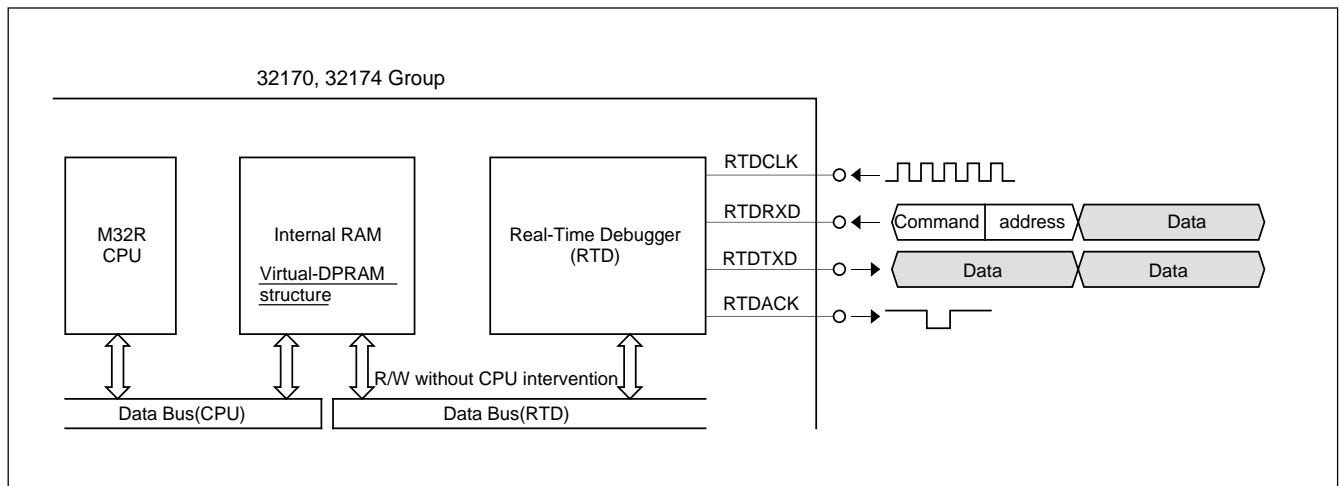 32170, 32174 Group
M32R
CPU
Internal RAM
Virtual-DPRAM
structure
Real-Time Debugger
(RTD)
RTDCLK
RTDRXD
Command
address
Data
RTDTXD
Data
Data
RTDACK
R/W without CPU intervention
Data Bus(CPU)
Data Bus(RTD)